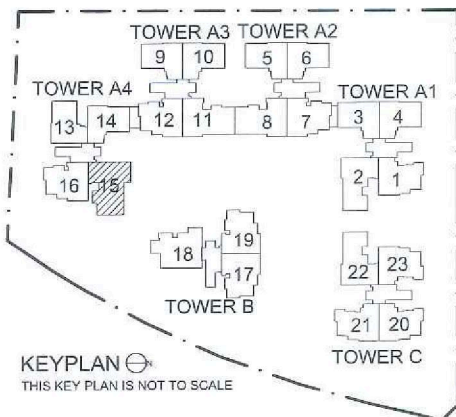 TOWER A3 TOWER A2
9 10 5 6
TOWER A4 TOWER A1
13 14 12 11 8 7 3 4
16 15 2 1
18 19 22 23
17
TOWER B 21 20
TOWER C
KEYPLAN N
THIS KEY PLAN IS NOT TO SCALE